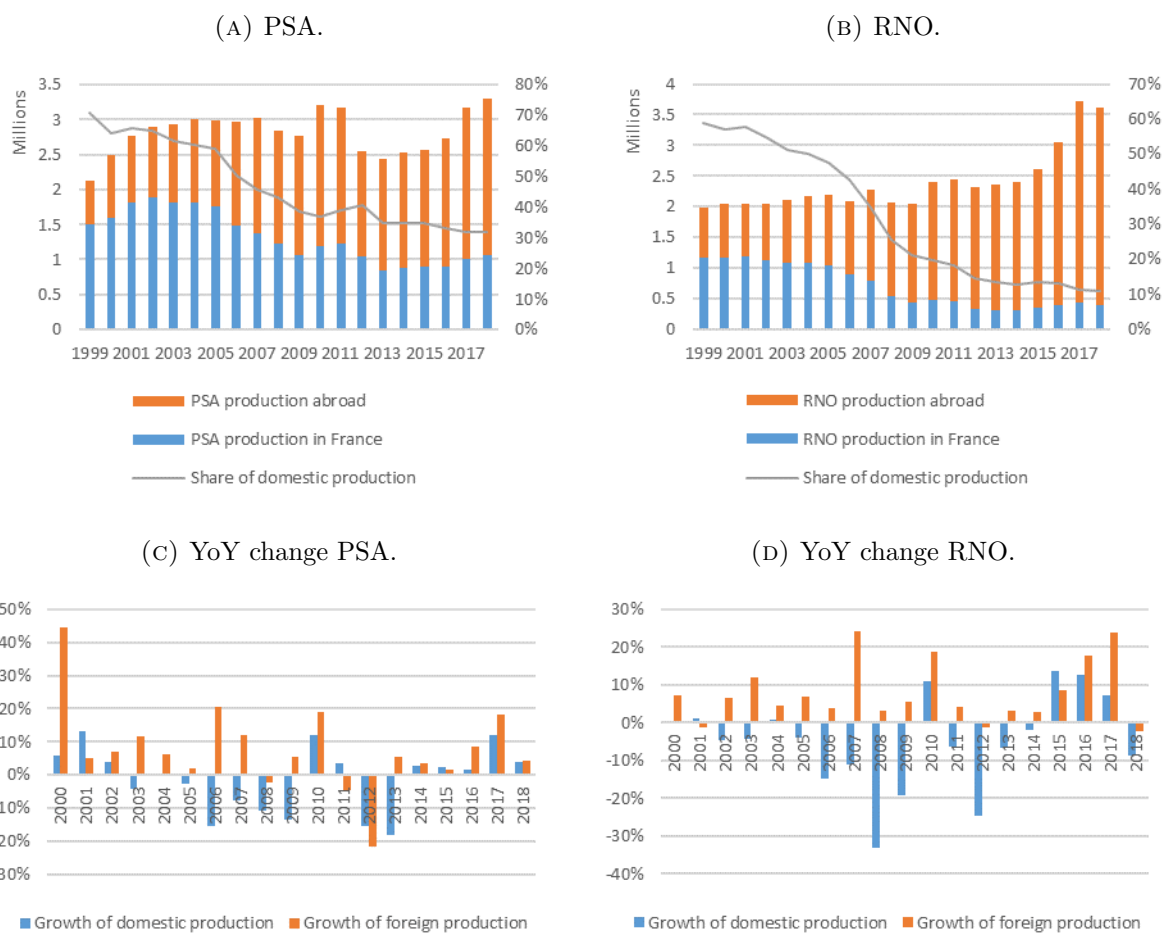 (A) PSA.
Millions
3.5
3
2.5
2
1.5
1
0.5
0
80%
70%
60%
50%
40%
30%
20%
10%
0%
1999 2001 2003 2005 2007 2009 2011 2013 2015 2017
PSA production abroad
PSA production in France
Share of domestic production
(B) RNO.
Millions
4
3.5
3
2.5
2
1.5
1
0.5
0
70%
60%
50%
40%
30%
20%
10%
0%
1999 2001 2003 2005 2007 2009 2011 2013 2015 2017
RNO production abroad
RNO production in France
Share of domestic production
(C) YoY change PSA.
50%
40%
30%
20%
10%
0%
10%
20%
30%
2000 2001 2002 2003 2004 2005 2006 2007 2008 2009 2010 2011 2012 2013 2014 2015 2016 2017 2018
Growth of domestic production Growth of foreign production
(D) YoY change RNO.
30%
20%
10%
0%
-10%
-20%
-30%
-40%
2000 2001 2002 2003 2004 2005 2006 2007 2008 2009 2010 2011 2012 2013 2014 2015 2016 2017 2018
Growth of domestic production Growth of foreign production